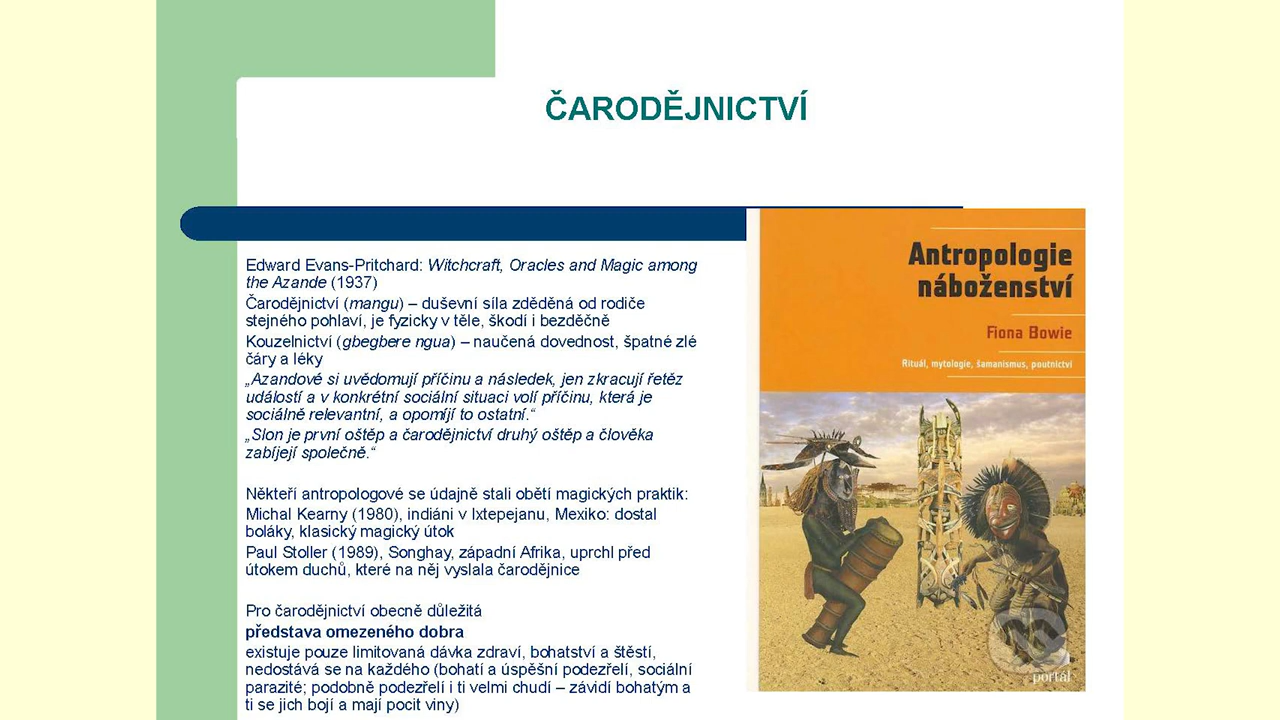 ČARODĚJNICTVÍ
Edward Evans-Pritchard: Witchcraft, Oracles and Magic among
the Azande (1937)
Čarodějnictví (mangu) – duševní síla zděděná od rodiče
stejného pohlaví, je fyzicky v těle, škodí i bezděčně
Kouzelnictví (gbegbere ngua) – naučená dovednost, špatné zlé
čáry a léky
„Azandové si uvědomují příčinu a následek, jen zkracují řetěz
událostí a v konkrétní sociální situaci volí příčinu, která je
sociálně relevantní, a opomíjí to ostatní.“
„Slon je první oštěp a čarodějnictví druhý oštěp a člověka
zabíjejí společně.“
Někteří antropologové se údajně stali obětí magických praktik:
Michal Kearny (1980), indiáni v Ixtepejanu, Mexiko: dostal
boláky, klasický magický útok
Paul Stoller (1989), Songhay, západní Afrika, uprchl před
útokem duchů, které na něj vyslala čarodějnice
Pro čarodějnictví obecně důležitá
představa omezeného dobra
existuje pouze limitovaná dávka zdraví, bohatství a štěstí,
nedostává se na každého (bohatí a úspěšní podezřelí, sociální
parazité; podobně podezřelí i ti velmi chudí – závidí bohatým a
ti se jich bojí a mají pocit viny)
Antropologie
náboženství
Fiona Bowie
Rituál, mytologie, šamanismus, poutnictví
portál